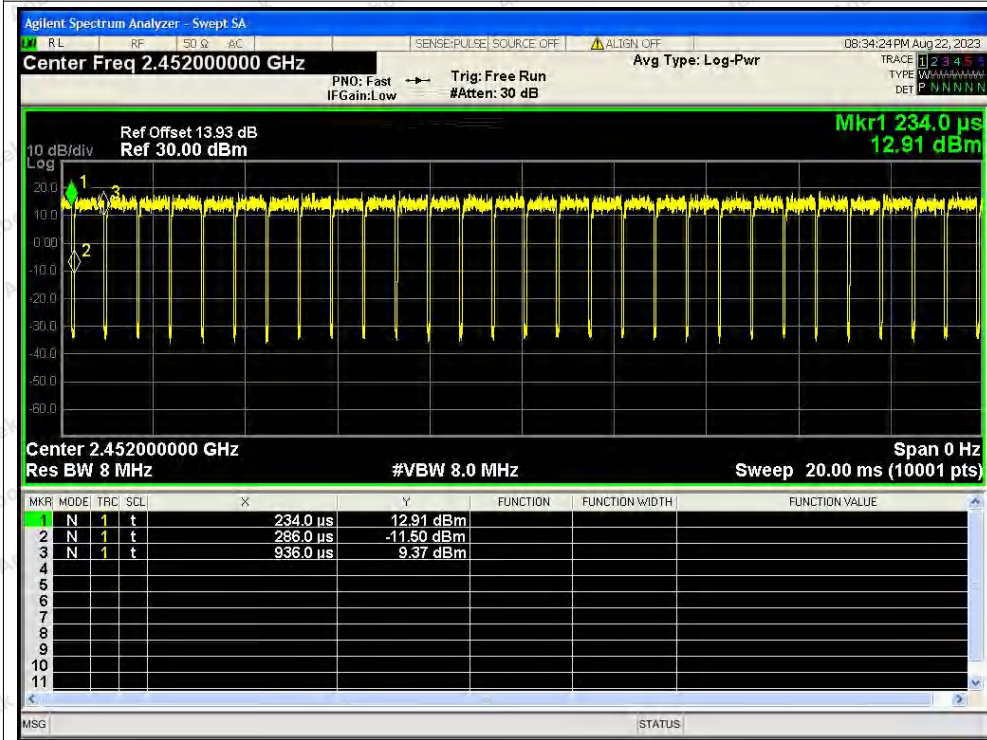 Agilent Spectrum Analyzer - Swept SA
RL RF 50 Ω AC SENSE:PULSE SOURCE OFF ALIGN OFF 08:34:24 PM Aug 22, 2023
Center Freq 2.452000000 GHz Avg Type: Log-Pwr TRACE 1 2 3 4 5 6
PNO: Fast Trig: Free Run TYPE W
IFGain:Low #Atten: 30 dB DET P N N N N N
Mkr1 234.0 µs
12.91 dBm
Ref Offset 13.93 dB
10 dB/div Ref 30.00 dBm
Log
20.0
10.0
0.00
-10.0
-20.0
-30.0
-40.0
-50.0
-60.0
1
3
2
Center 2.452000000 GHz Span 0 Hz
Res BW 8 MHz #VBW 8.0 MHz Sweep 20.00 ms (10001 pts)
MKR MODE TRC SCL X Y FUNCTION FUNCTION WIDTH FUNCTION VALUE
1 N 1 t 234.0 µs 12.91 dBm
2 N 1 t 286.0 µs -11.50 dBm
3 N 1 t 936.0 µs 9.37 dBm
4
5
6
7
8
9
10
11
MSG STATUS